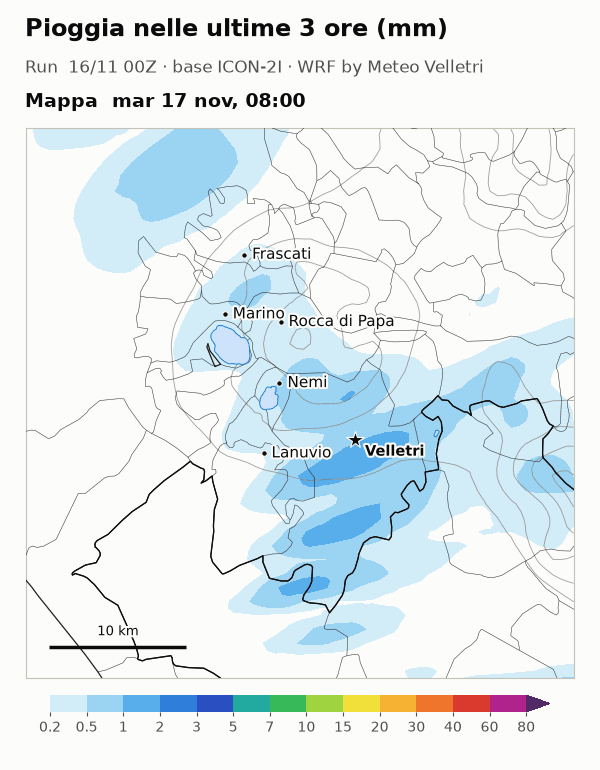 Pioggia nelle ultime 3 ore (mm)
Run 16/11 00Z · base ICON-2I · WRF by Meteo Velletri
Mappa mar 17 nov, 08:00
Frascati
Marino
Rocca di Papa
Nemi
Lanuvio
Velletri
10 km
0.2 0.5 1 2 3 5 7 10 15 20 30 40 60 80